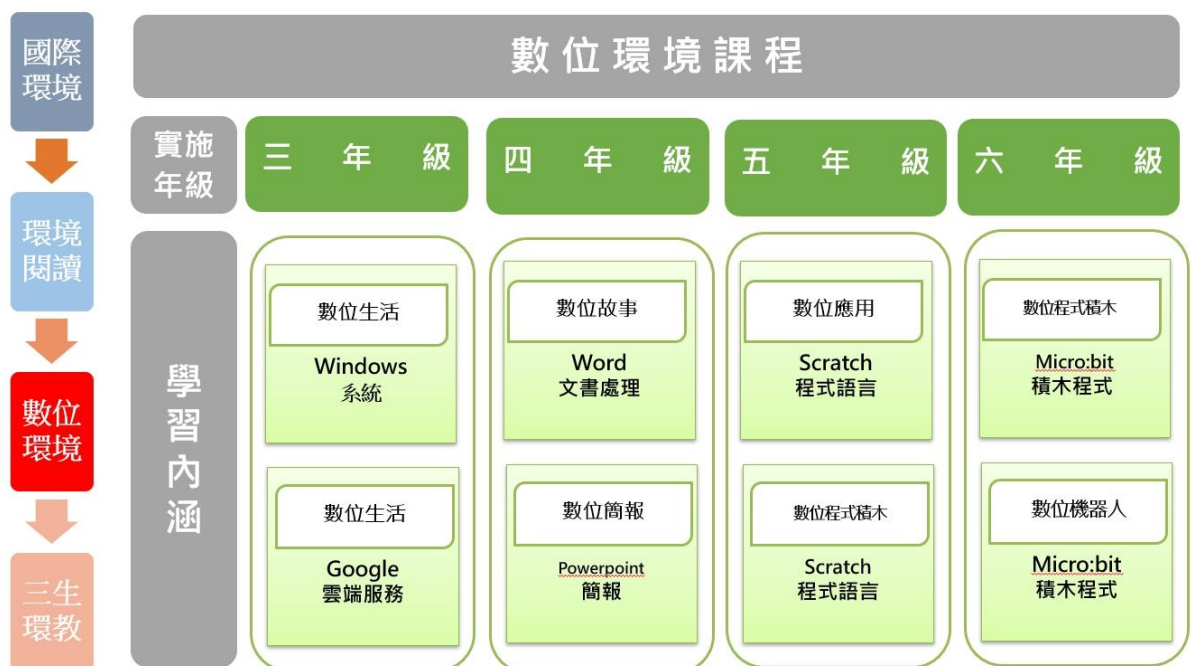 國際
環境
環境
閱讀
數位
環境
三生
環教
數位環境課程
實施
年級
三年級
四年級
五年級
六年級
學
習
內
涵
數位生活
Windows
系統
數位生活
Google
雲端服務
數位故事
Word
文書處理
數位簡報
Powerpoint
簡報
數位應用
Scratch
程式語言
數位程式積木
Scratch
程式語言
數位程式積木
Micro:bit
積木程式
數位機器人
Micro:bit
積木程式